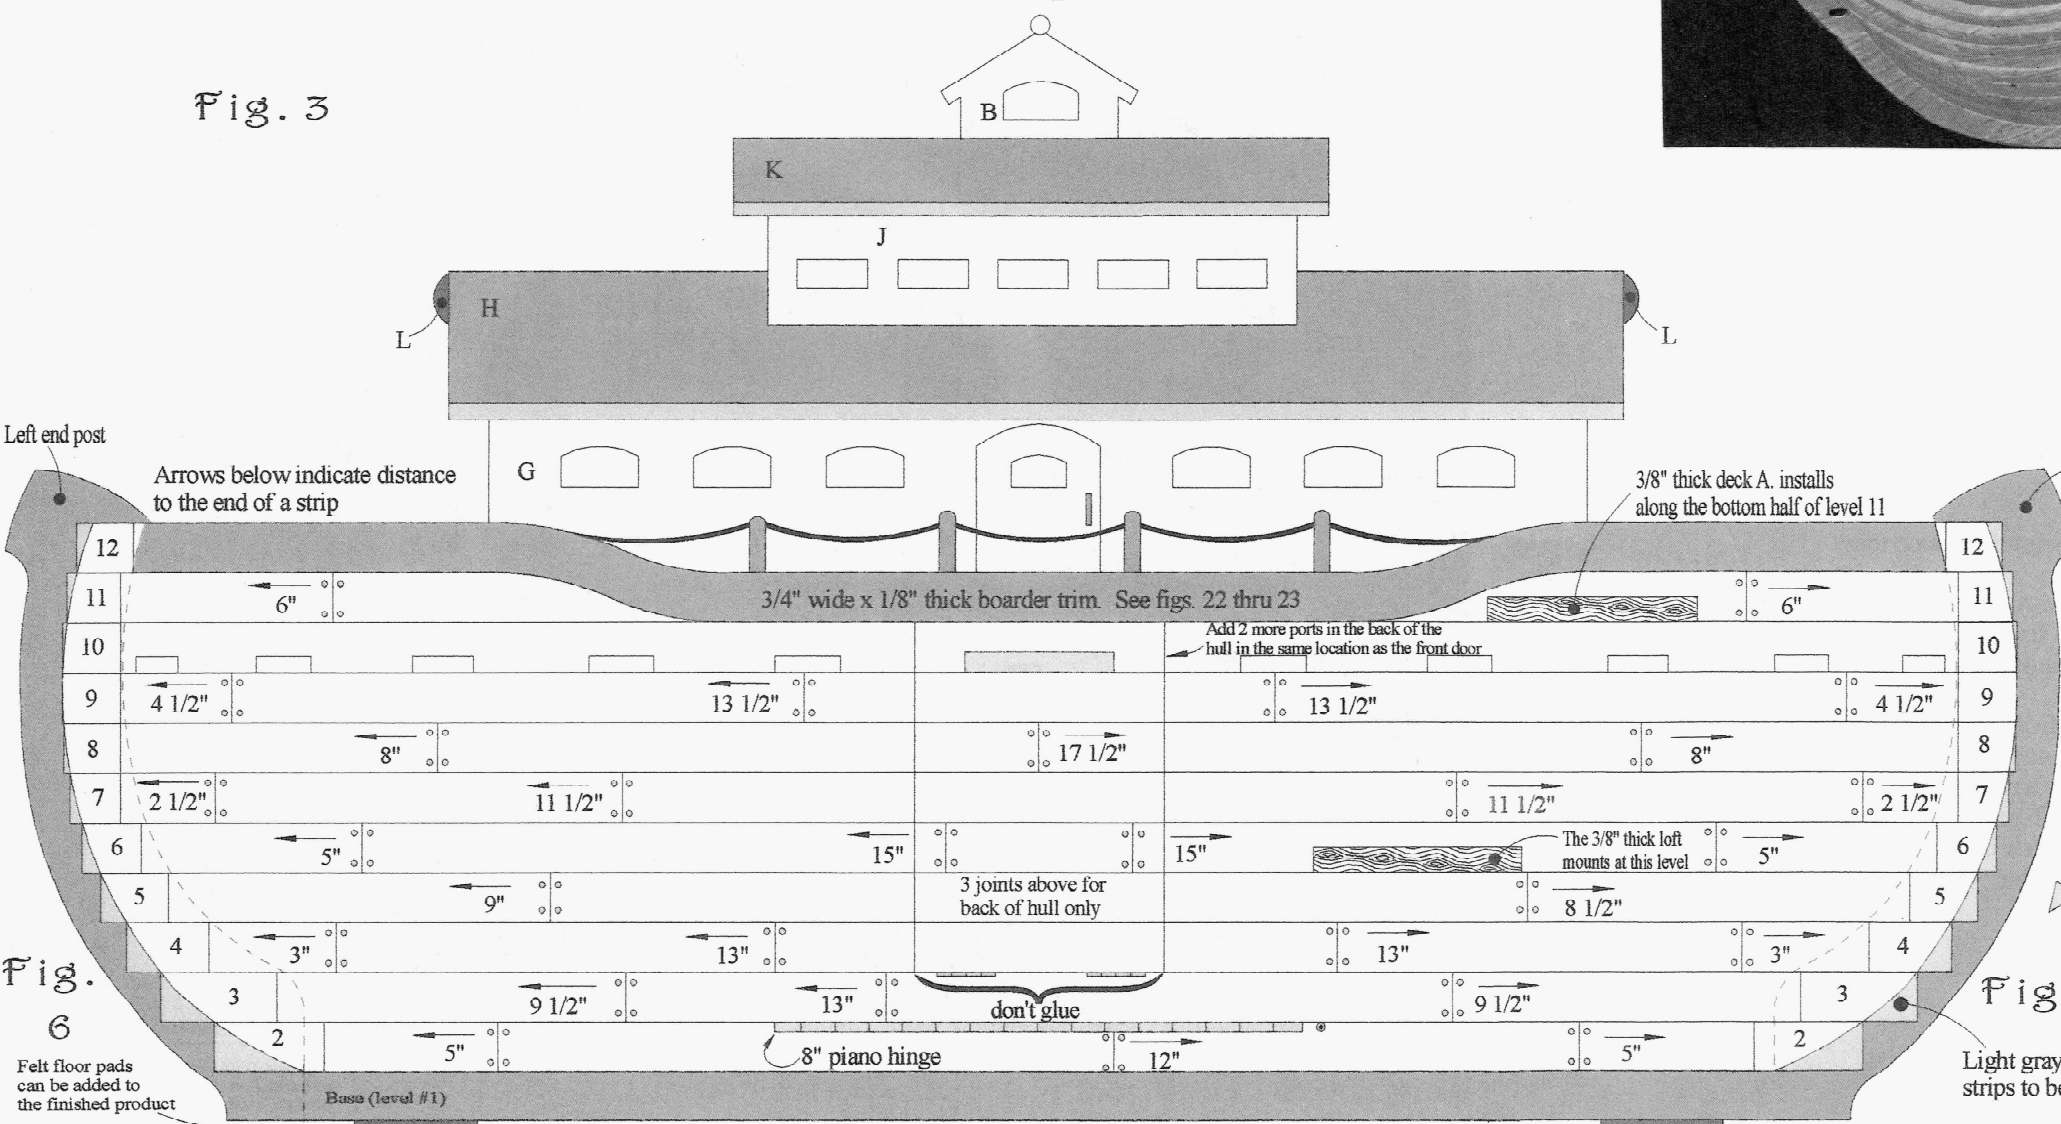 Fig. 3
B
K
J
H
L
L
G
Left end post
Arrows below indicate distance
to the end of a strip
3/8" thick deck A. installs
along the bottom half of level 11
12
12
11
6"
3/4" wide x 1/8" thick boarder trim. See figs. 22 thru 23
6"
11
10
Add 2 more ports in the back of the
hull in the same location as the front door
10
9
4 1/2"
13 1/2"
13 1/2"
4 1/2"
9
8
8"
17 1/2"
8"
8
7
2 1/2"
11 1/2"
11 1/2"
2 1/2"
7
6
5"
15"
15"
The 3/8" thick loft
mounts at this level
5"
6
5
9"
3 joints above for
back of hull only
8 1/2"
5
4
3"
13"
13"
3"
4
Fig.
6
3
9 1/2"
13"
don't glue
9 1/2"
3
Fig
2
5"
8" piano hinge
12"
5"
2
Felt floor pads
can be added to
the finished product
Light gray
strips to be
Base (level #1)